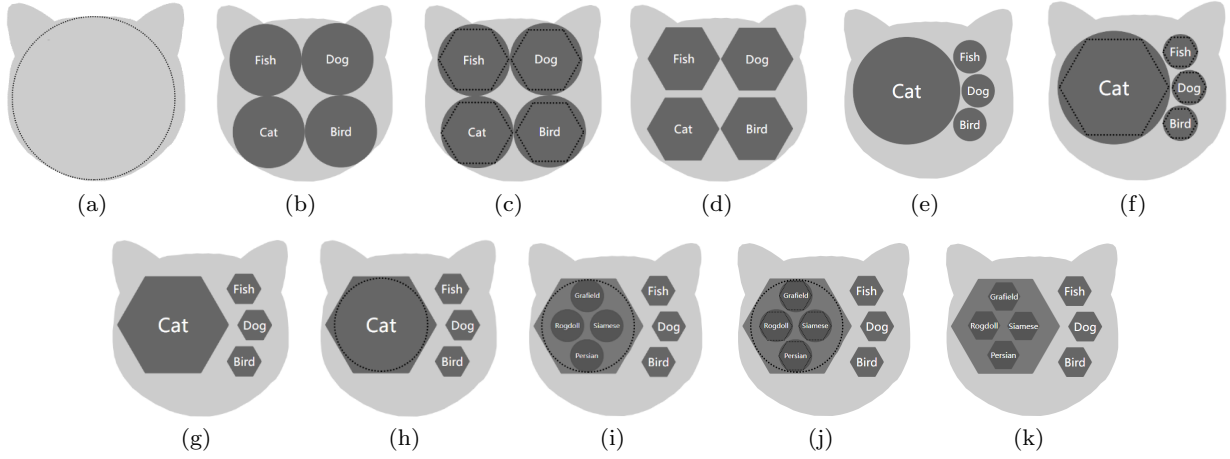 Fish Dog
Cat Bird
Fish Dog
Cat Bird
Fish Dog
Cat Bird
Cat Fish
Dog
Bird
Cat Fish
Dog
Bird
(a) (b) (c) (d) (e) (f)
Cat Fish
Dog
Bird
Cat Fish
Dog
Bird
Grafield
Rogdoll Siamese
Persian
Fish
Dog
Bird
Grafield
Rogdoll Siamese
Persian
Fish
Dog
Bird
Grafield
Rogdoll Siamese
Persian
Fish
Dog
Bird
(g) (h) (i) (j) (k)